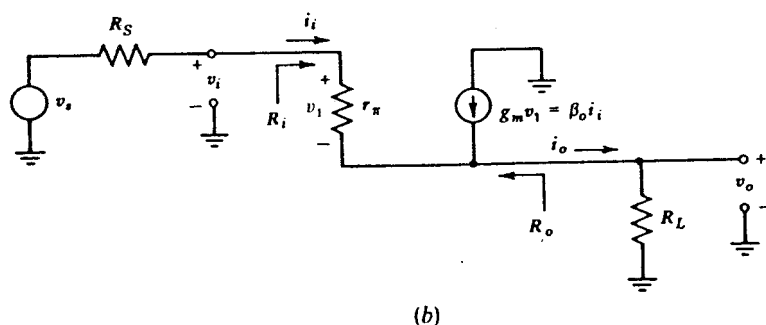 R_S
i_i
+
v_i
−
v_s
R_i
+
v_1
−
r_π
g_m v_1 = β_o i_i
i_o
R_o
R_L
+
v_o
−
(b)